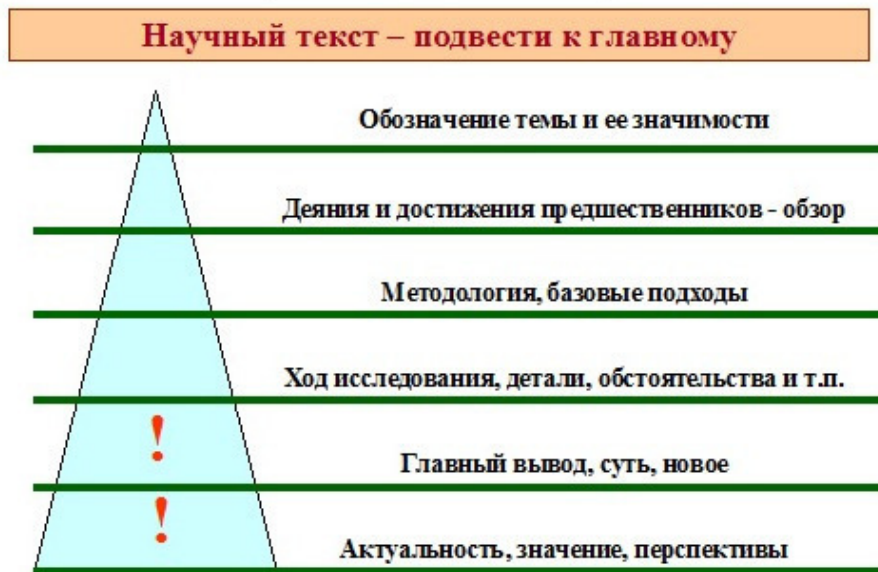 Научный текст – подвести к главному
Обозначение темы и ее значимости
Деяния и достижения предшественников - обзор
Методология, базовые подходы
Ход исследования, детали, обстоятельства и т.п.
!
Главный вывод, суть, новое
!
Актуальность, значение, перспективы